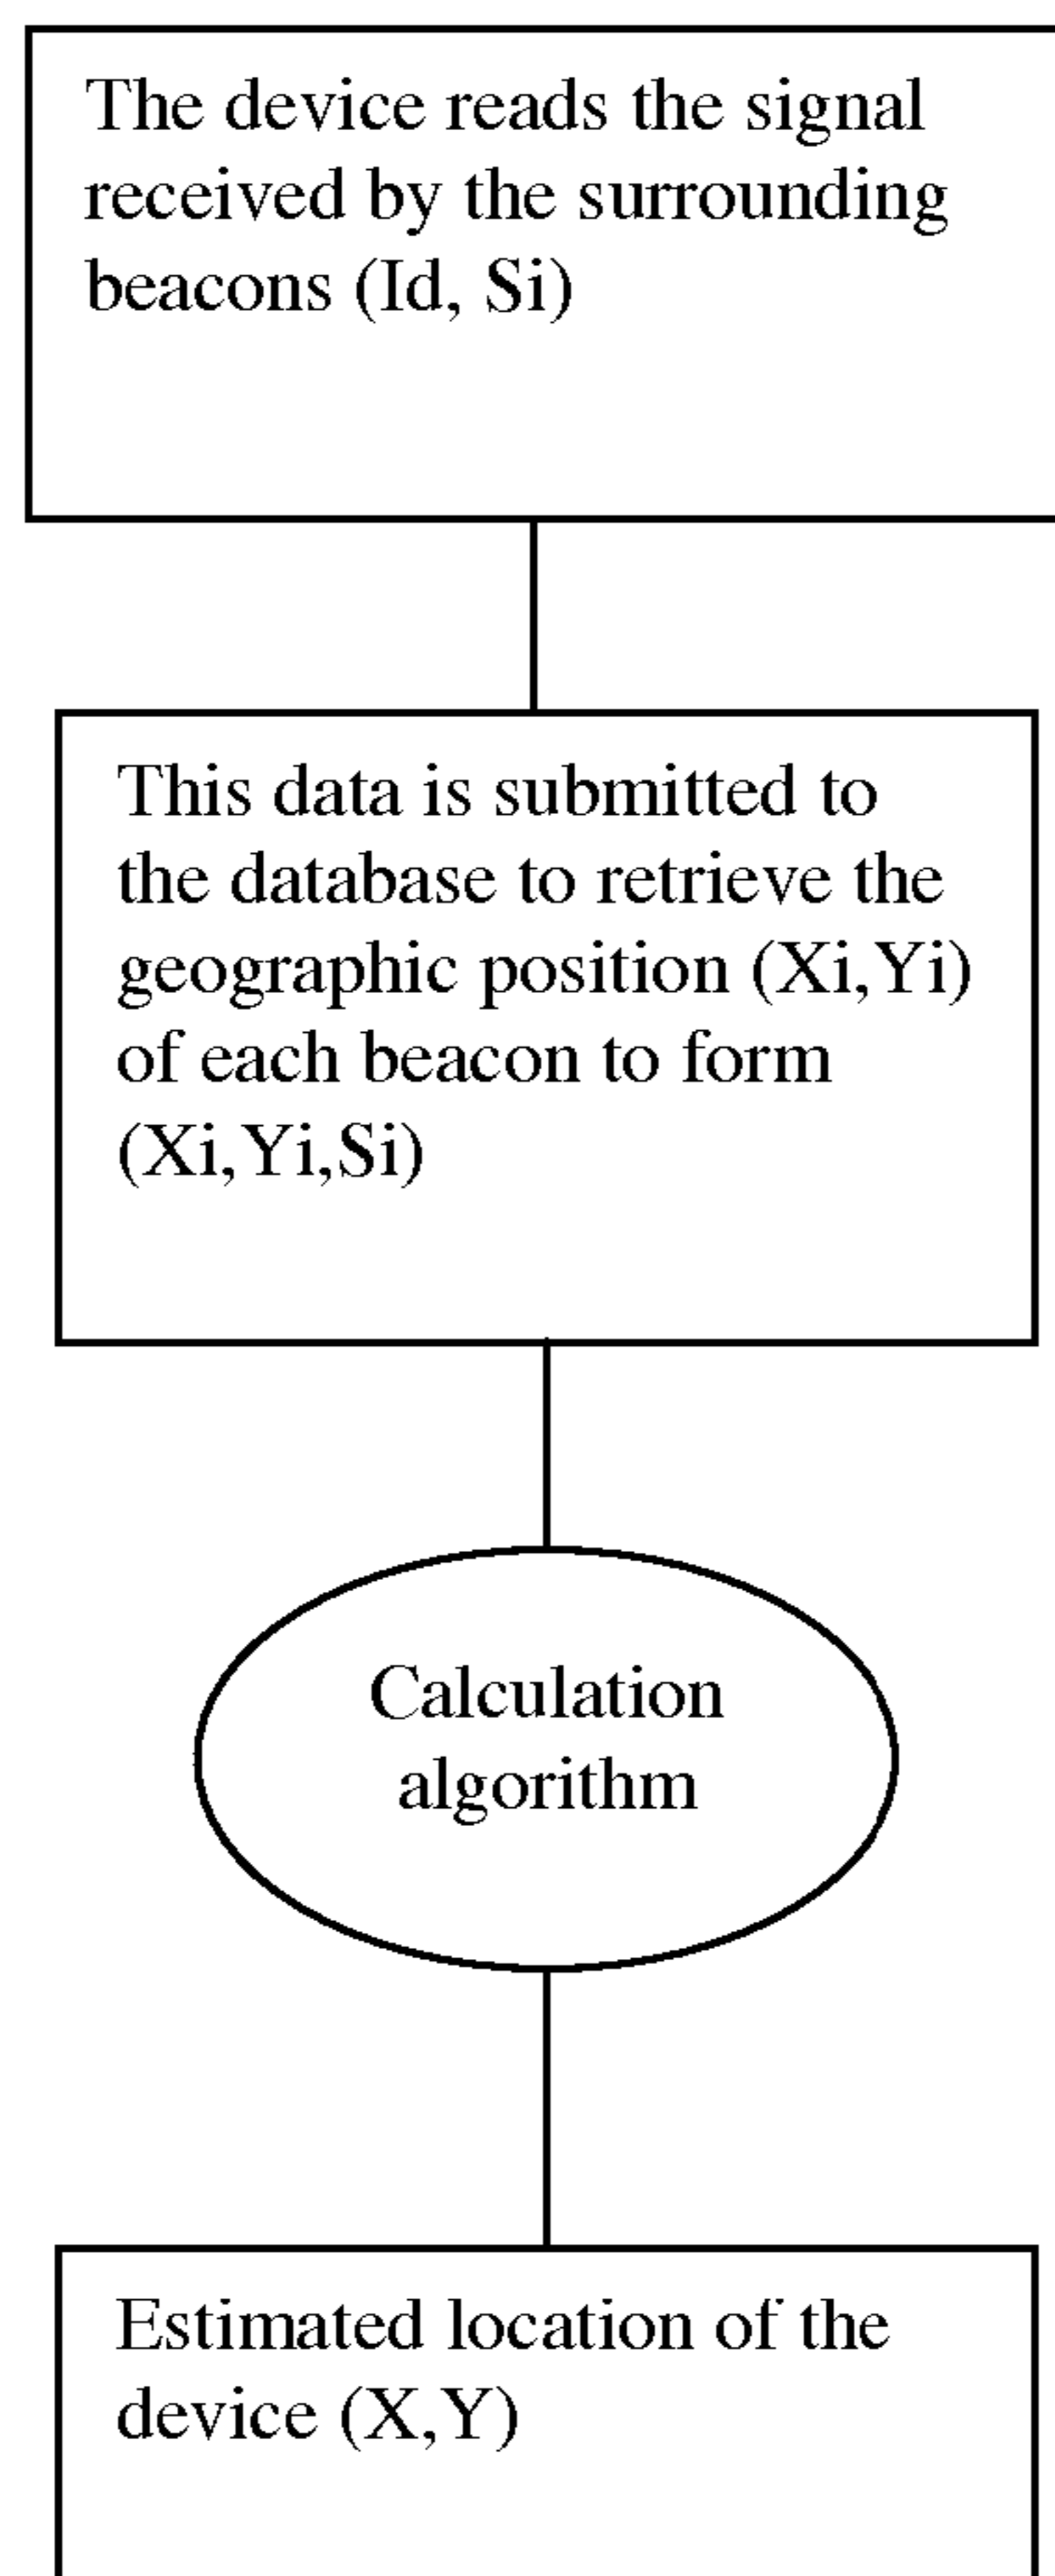 The device reads the signal
received by the surrounding
beacons (Id, Si)
This data is submitted to
the database to retrieve the
geographic position (Xi,Yi)
of each beacon to form
(Xi,Yi,Si)
Calculation
algorithm
Estimated location of the
device (X,Y)